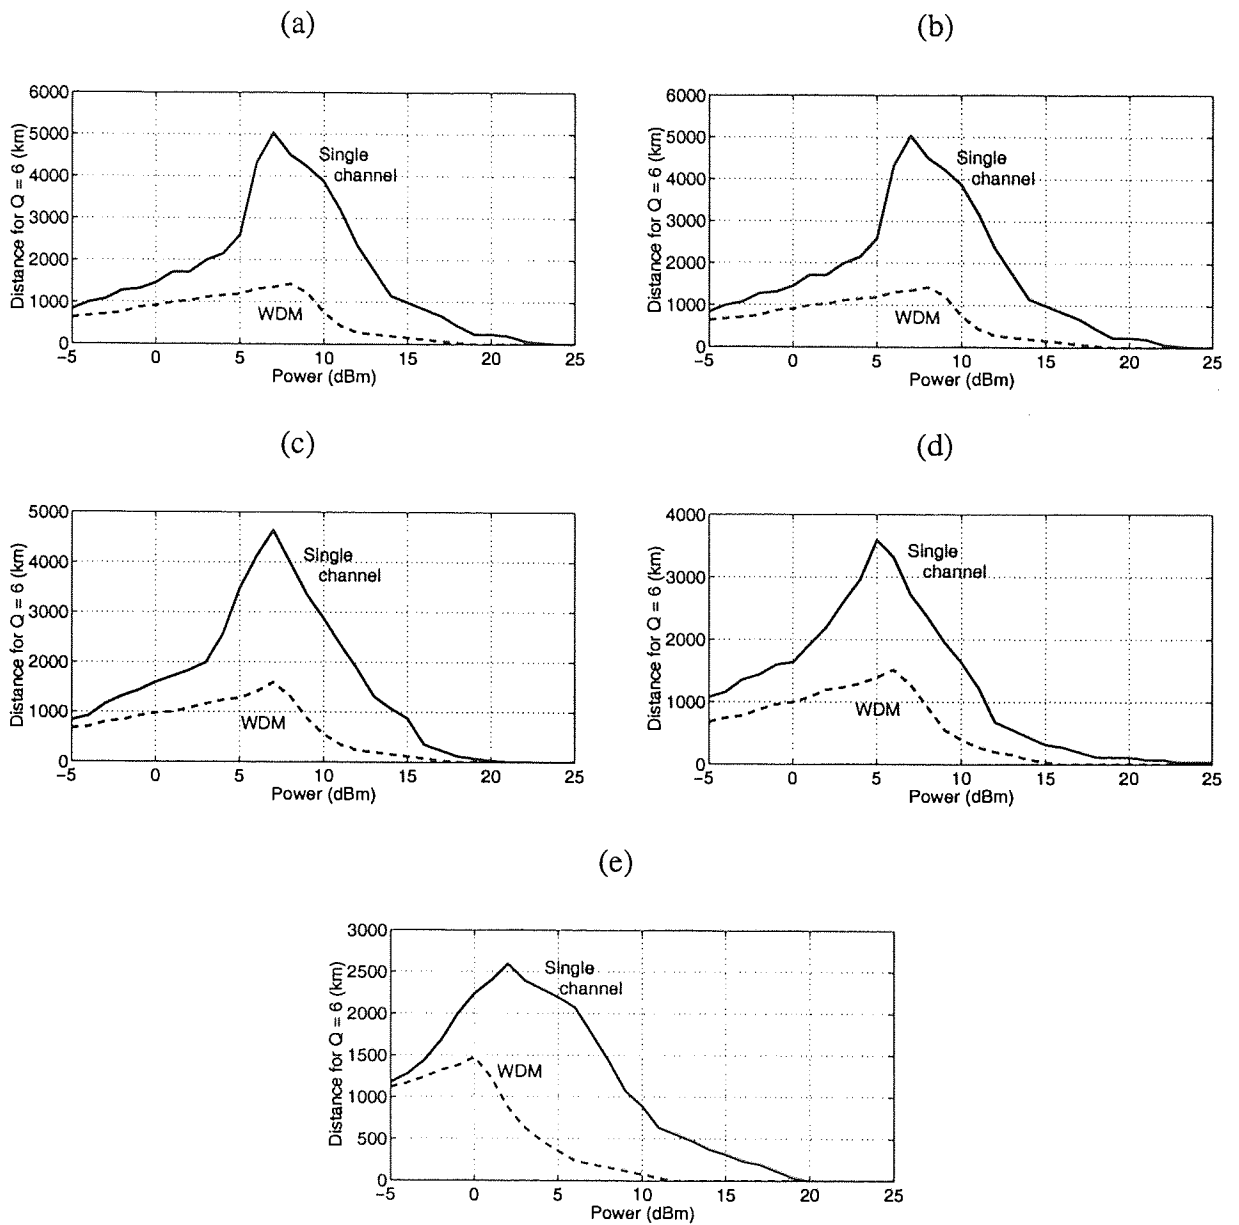 (a)
6000
5000
4000
3000
2000
1000
0
Distance for Q = 6 (km)
Single
channel
WDM
−5 0 5 10 15 20 25
Power (dBm)
(b)
6000
5000
4000
3000
2000
1000
0
Distance for Q = 6 (km)
Single
channel
WDM
−5 0 5 10 15 20 25
Power (dBm)
(c)
5000
4000
3000
2000
1000
0
Distance for Q = 6 (km)
Single
channel
WDM
−5 0 5 10 15 20 25
Power (dBm)
(d)
4000
3000
2000
1000
0
Distance for Q = 6 (km)
Single
channel
WDM
−5 0 5 10 15 20 25
Power (dBm)
(e)
3000
2500
2000
1500
1000
500
0
Distance for Q = 6 (km)
Single
channel
WDM
−5 0 5 10 15 20 25
Power (dBm)